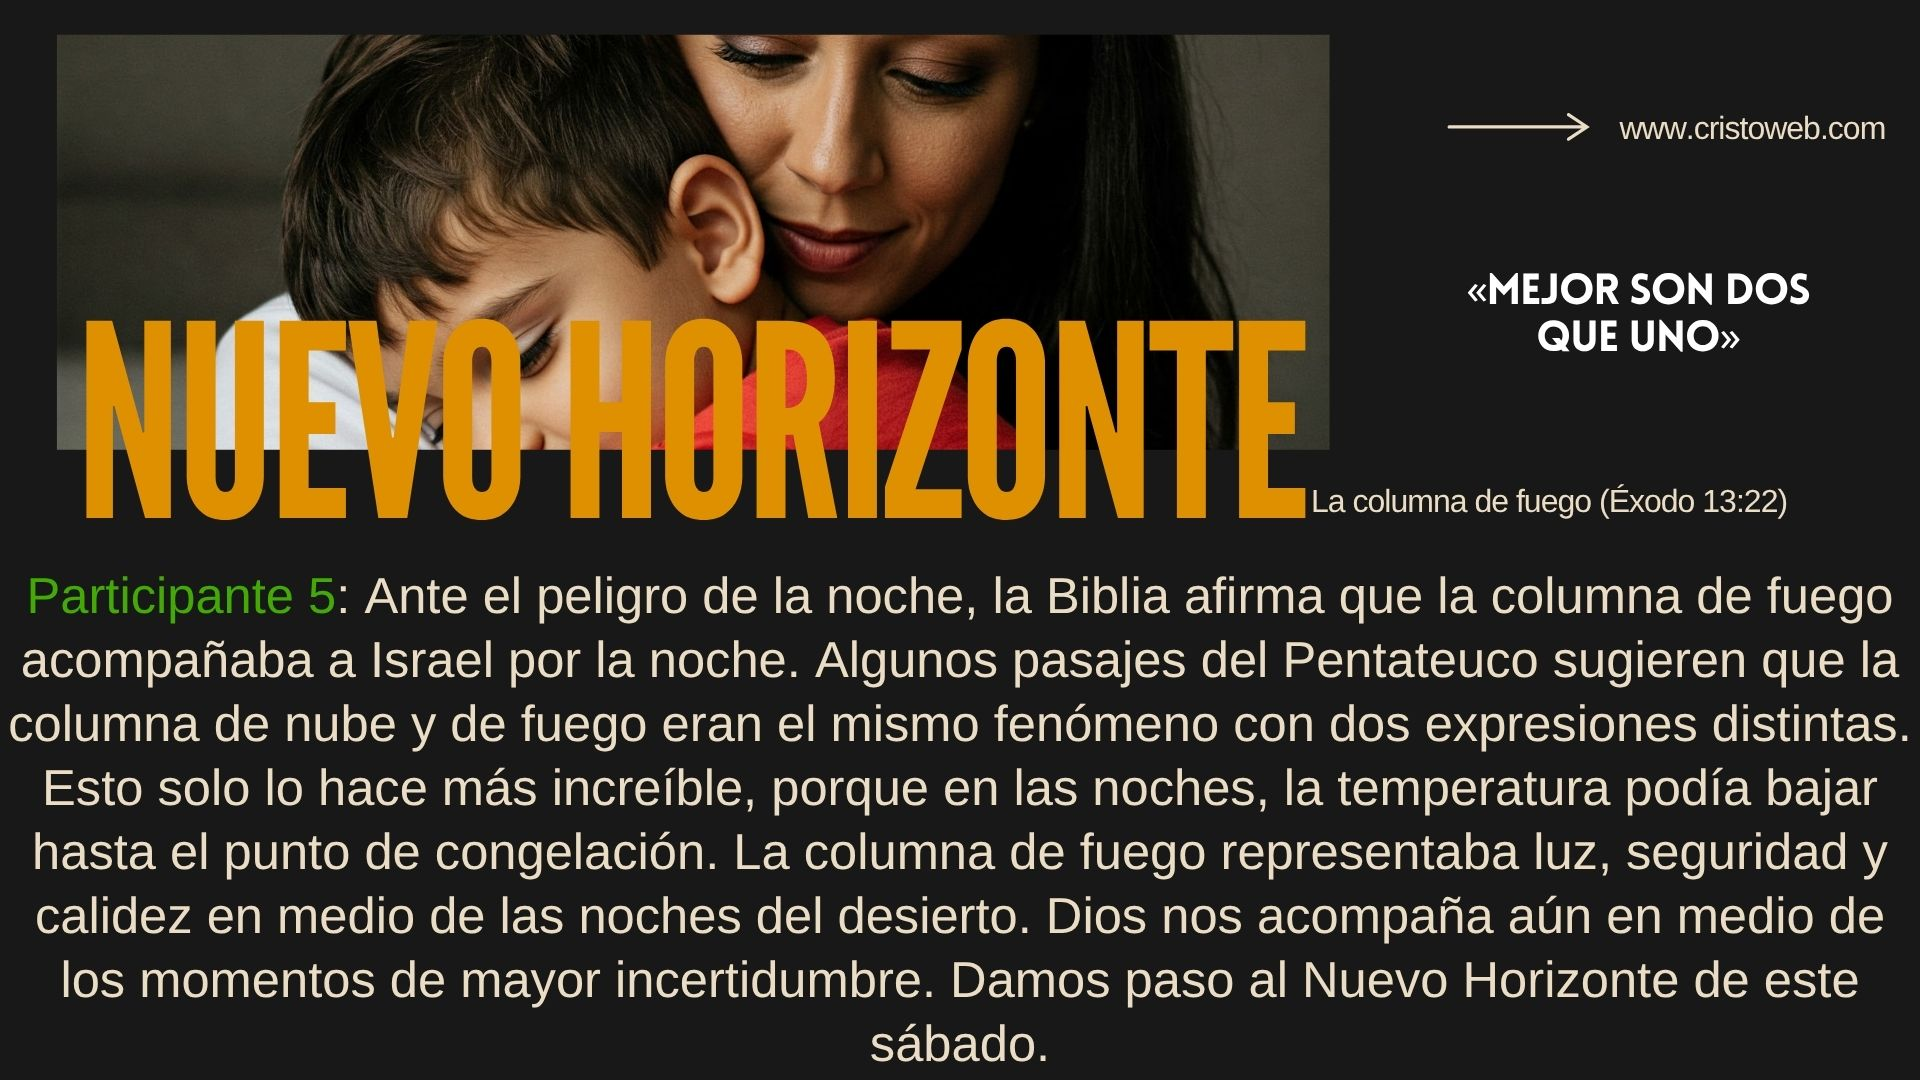 www.cristoweb.com
«MEJOR SON DOS
QUE UNO»
NUEVO HORIZONTE
La columna de fuego (Éxodo 13:22)
Participante 5: Ante el peligro de la noche, la Biblia afirma que la columna de fuego
acompañaba a Israel por la noche. Algunos pasajes del Pentateuco sugieren que la
columna de nube y de fuego eran el mismo fenómeno con dos expresiones distintas.
Esto solo lo hace más increíble, porque en las noches, la temperatura podía bajar
hasta el punto de congelación. La columna de fuego representaba luz, seguridad y
calidez en medio de las noches del desierto. Dios nos acompaña aún en medio de
los momentos de mayor incertidumbre. Damos paso al Nuevo Horizonte de este
sábado.